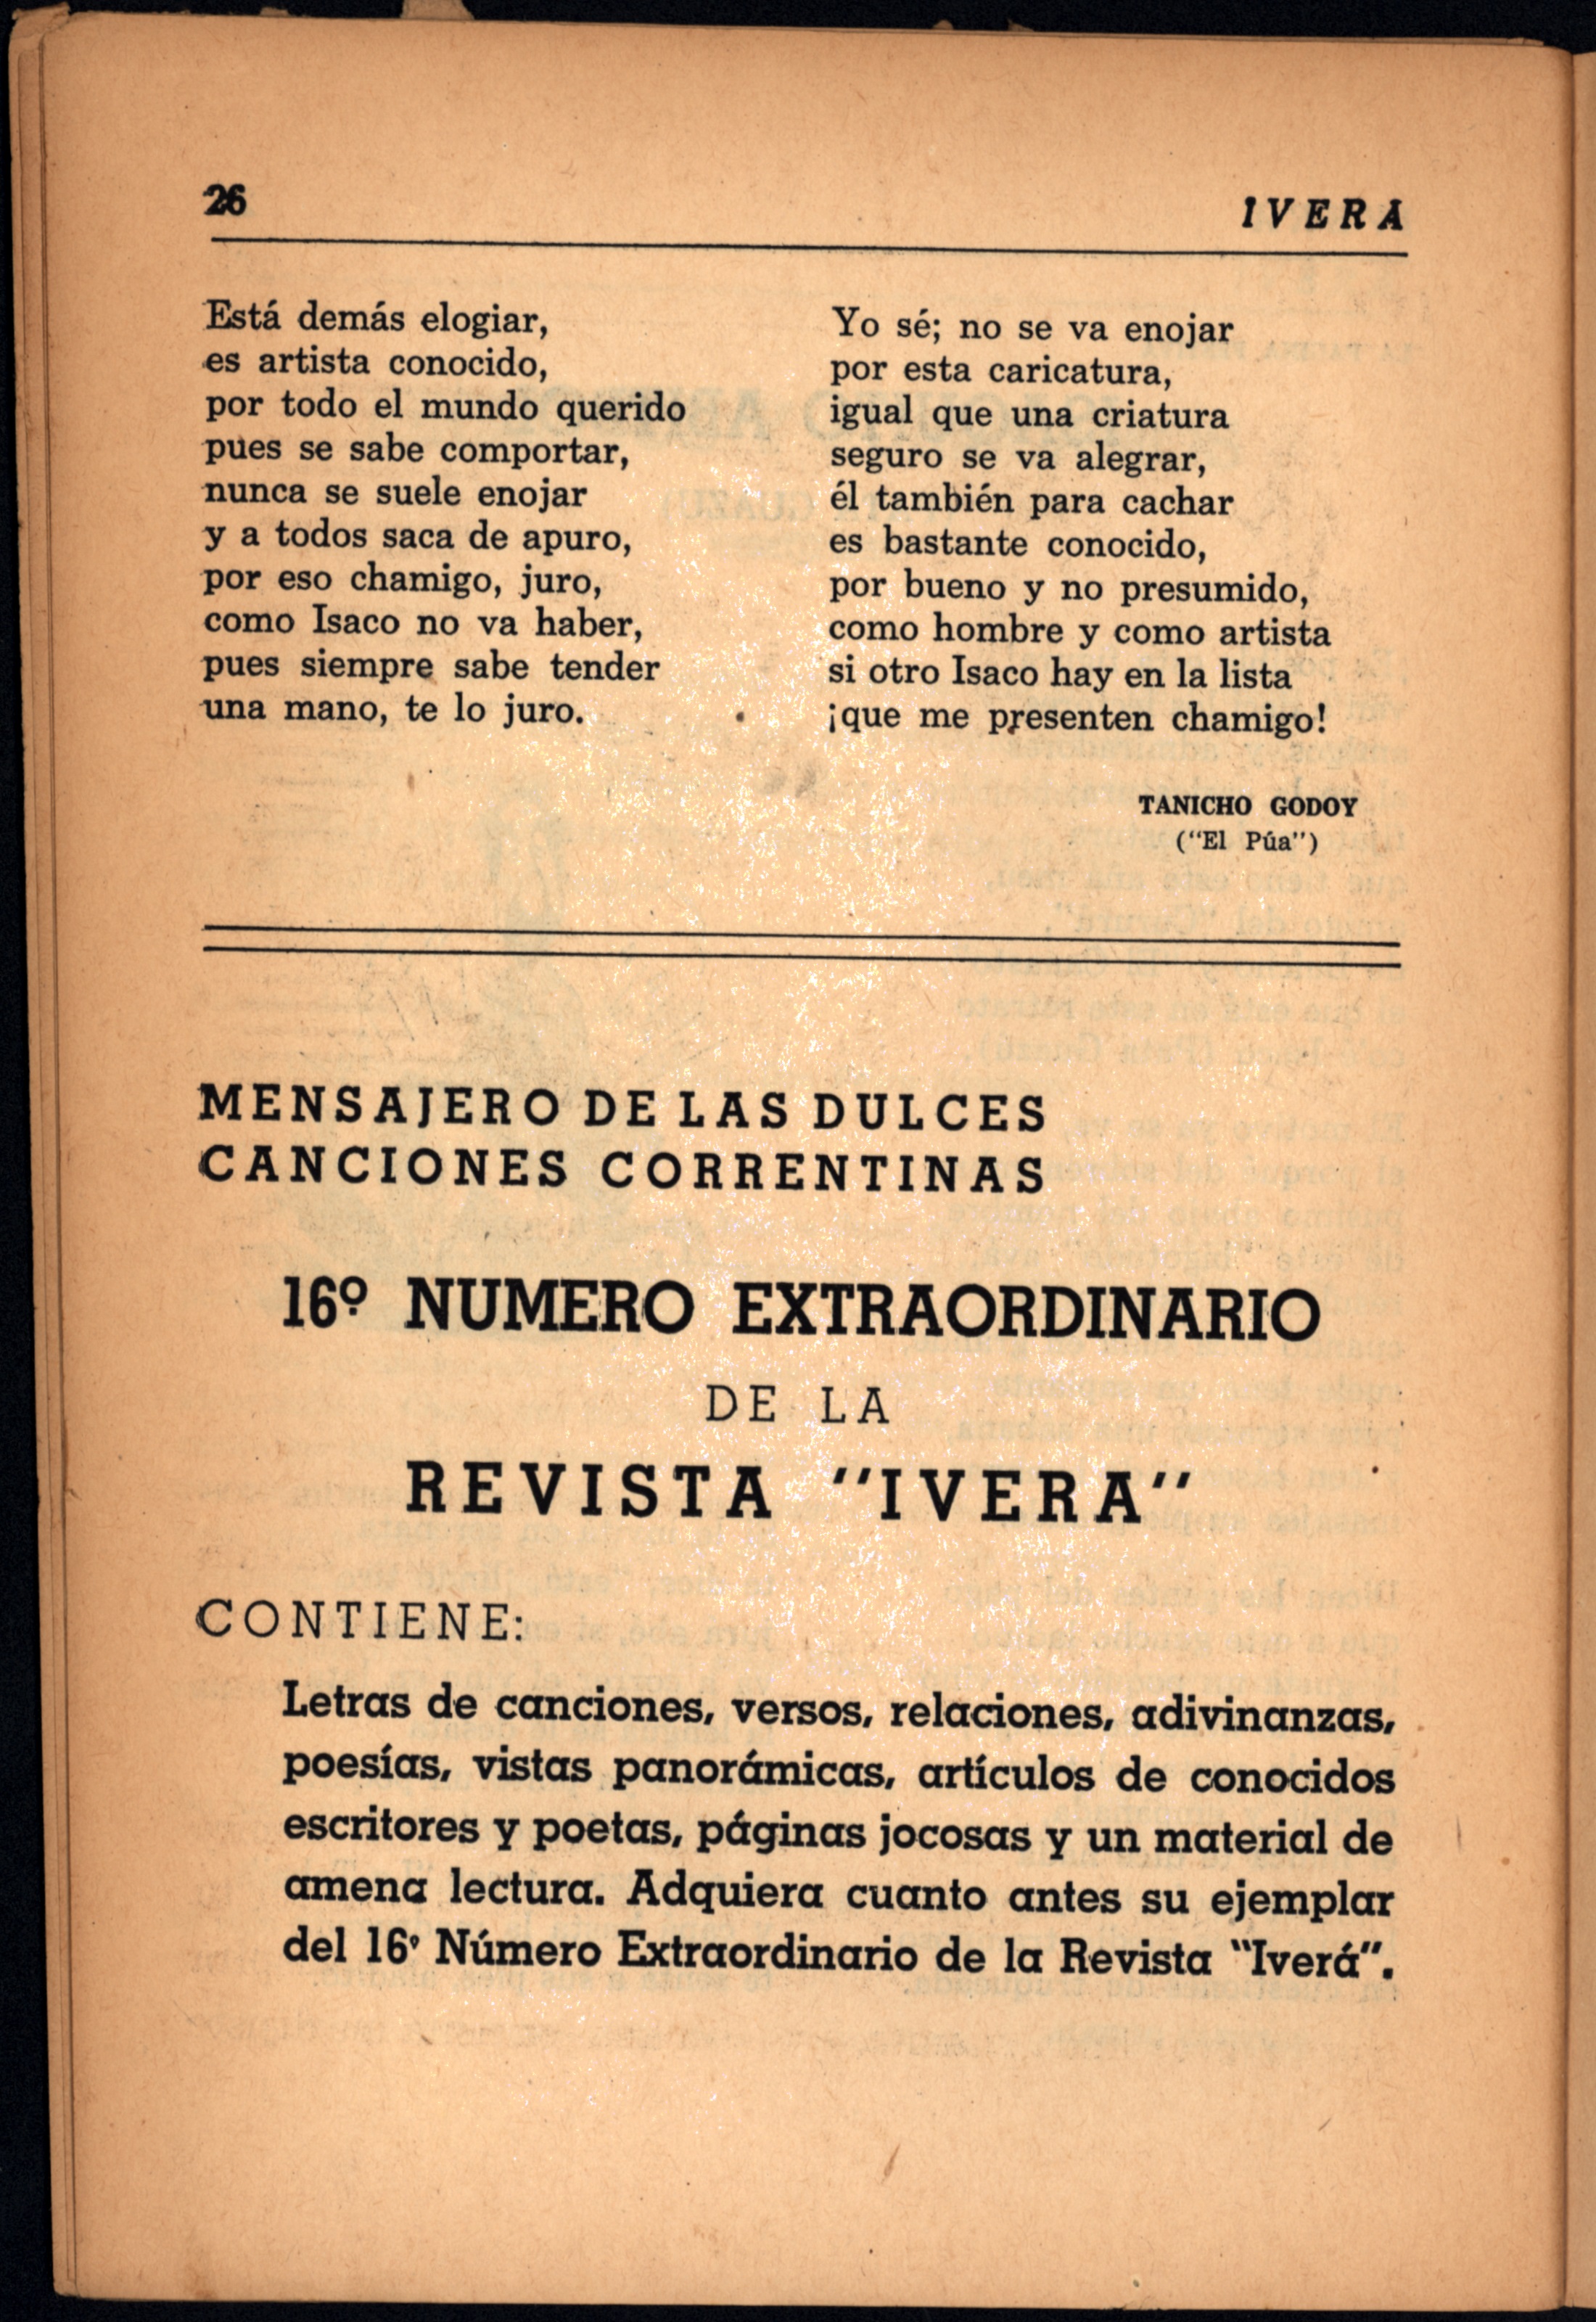 26
IVERA
Está demás elogiar,
es artista conocido,
por todo el mundo querido
pues se sabe comportar,
nunca se suele enojar
y a todos saca de apuro,
por eso chamigo, juro,
como Isaco no va haber,
pues siempre sabe tender
una mano, te lo juro.
Yo sé; no se va enojar
por esta caricatura,
igual que una criatura
seguro se va alegrar,
él también para cachar
es bastante conocido,
por bueno y no presumido,
como hombre y como artista
si otro Isaco hay en la lista
¡que me presenten chamigo!
TANICHO GODOY
("El Púa")
MENSAJERO DE LAS DULCES
CANCIONES CORRENTINAS
16º NUMERO EXTRAORDINARIO
DE LA
REVISTA "IVERA"
CONTIENE:
Letras de canciones, versos, relaciones, adivinanzas,
poesías, vistas panorámicas, artículos de conocidos
escritores y poetas, páginas jocosas y un material de
amena lectura. Adquiera cuanto antes su ejemplar
del 16º Número Extraordinario de la Revista "Iverá".